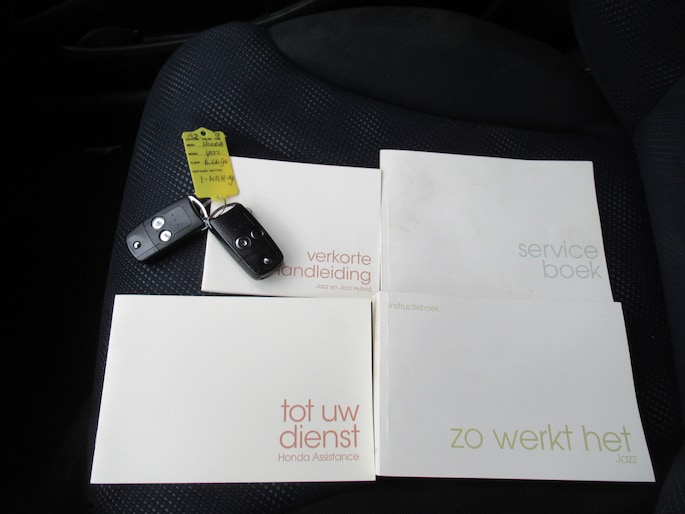 verkorte
handleiding
Jazz en Jazz Hybrid
service
boek
tot uw
dienst
Honda Assistance
instructieboek
zo werkt het
Jazz